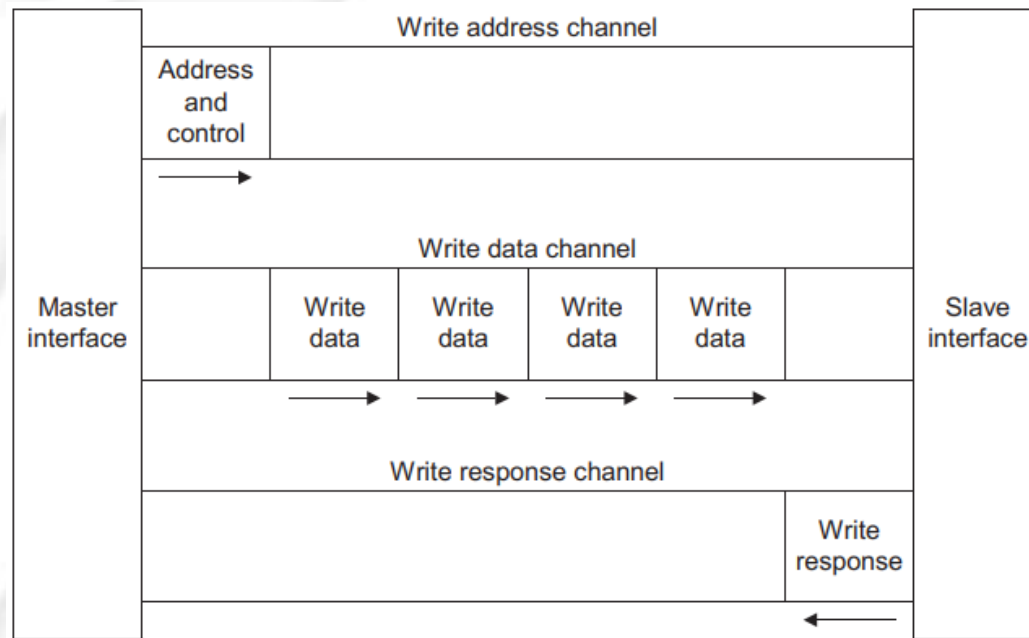 Write address channel
Address
and
control
Write data channel
Master
interface
Write
data
Write
data
Write
data
Write
data
Slave
interface
Write response channel
Write
response